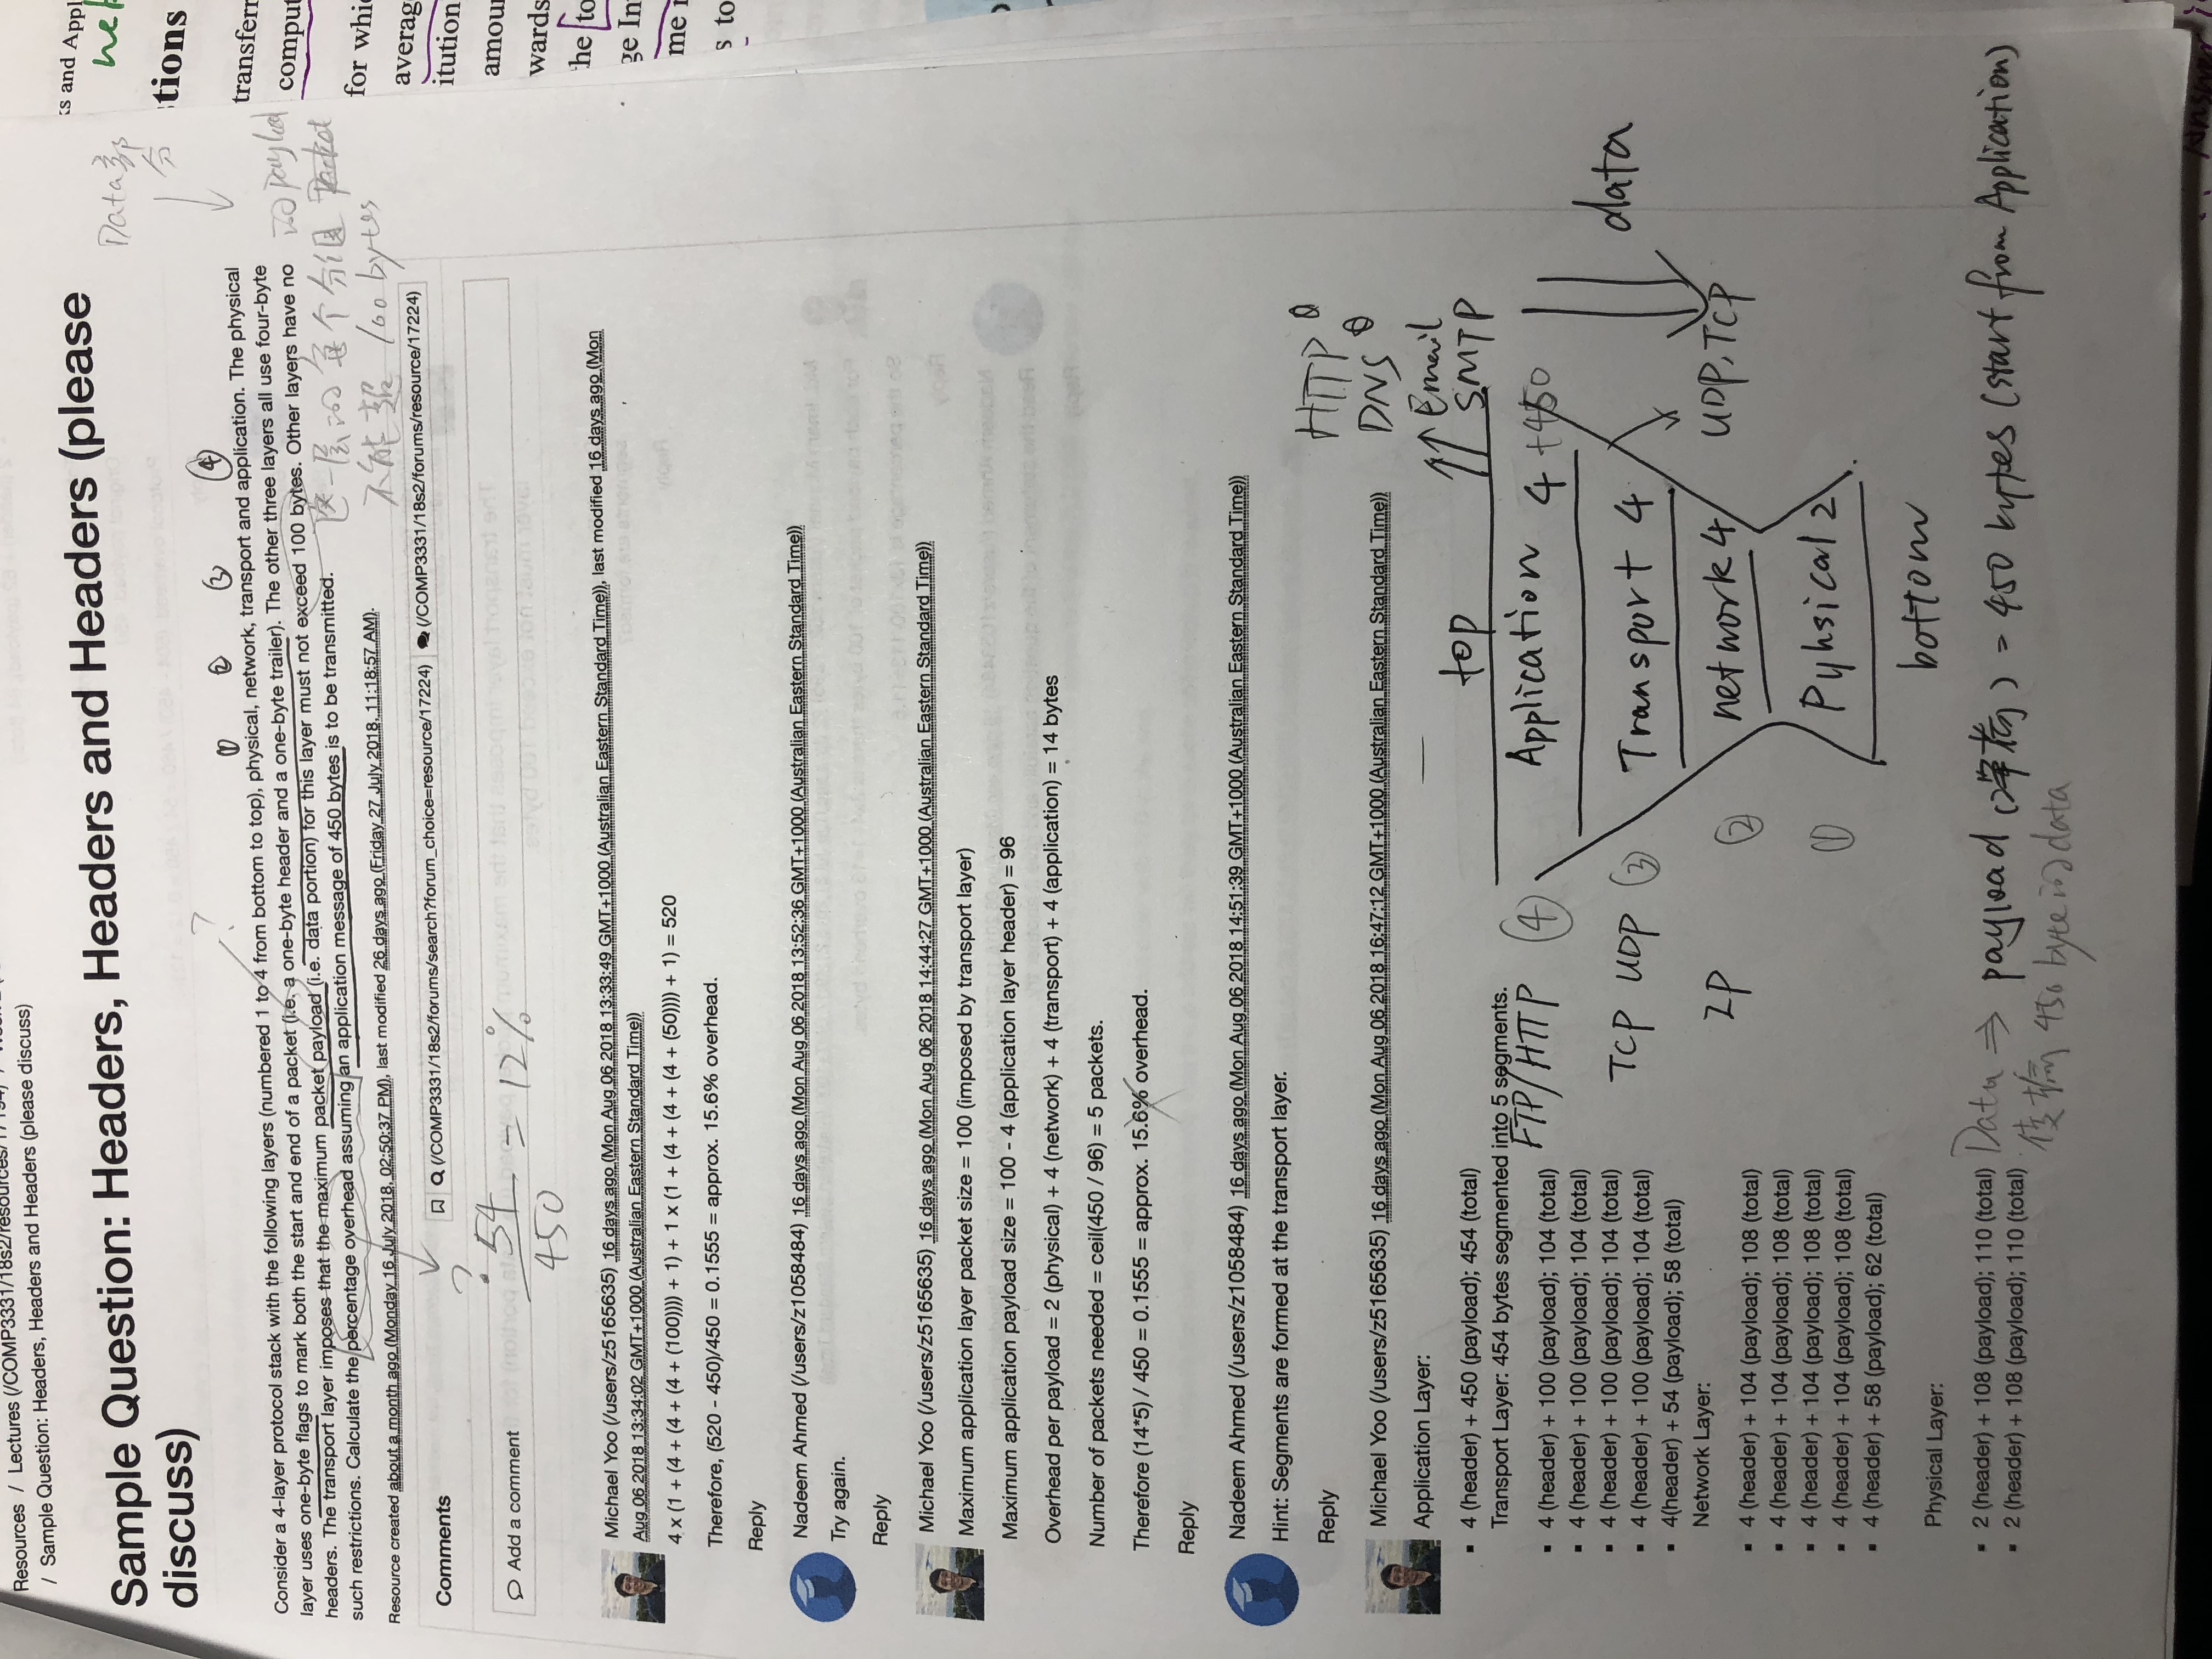 Resources / Lectures (/COMP3331/18s2/resources/17194) /
/ Sample Question: Headers, Headers and Headers (please discuss)
Sample Question: Headers, Headers and Headers (please
discuss)
?
① ② ③ ④
Consider a 4-layer protocol stack with the following layers (numbered 1 to 4 from bottom to top), physical, network, transport and application. The physical
layer uses one-byte flags to mark both the start and end of a packet (i.e. a one-byte header and a one-byte trailer). The other three layers all use four-byte
headers. The transport layer imposes that the maximum packet payload (i.e. data portion) for this layer must not exceed 100 bytes. Other layers have no
such restrictions. Calculate the percentage overhead assuming an application message of 450 bytes is to be transmitted.
Data部
分
的 payload
这一层的每个分组 Packet
不能超 100 bytes
Resource created about a month ago (Monday 16 July 2018, 02:50:37 PM), last modified 26 days ago (Friday 27 July 2018, 11:18:57 AM).
Comments
(/COMP3331/18s2/forums/search?forum_choice=resource/17224) (/COMP3331/18s2/forums/resource/17224)
Add a comment
?
54
450
= 12%
Michael Yoo (/users/z5165635) 16 days ago (Mon Aug 06 2018 13:33:49 GMT+1000 (Australian Eastern Standard Time)), last modified 16 days ago (Mon
Aug 06 2018 13:34:02 GMT+1000 (Australian Eastern Standard Time))
4 x (1 + (4 + (4 + (4 + (100)))) + 1) + 1 x (1 + (4 + (4 + (4 + (50)))) + 1) = 520
Therefore, (520 - 450)/450 = 0.1555 = approx. 15.6% overhead.
Reply
Nadeem Ahmed (/users/z1058484) 16 days ago (Mon Aug 06 2018 13:52:36 GMT+1000 (Australian Eastern Standard Time))
Try again.
Reply
Michael Yoo (/users/z5165635) 16 days ago (Mon Aug 06 2018 14:44:27 GMT+1000 (Australian Eastern Standard Time))
Maximum application layer packet size = 100 (imposed by transport layer)
Maximum application payload size = 100 - 4 (application layer header) = 96
Overhead per payload = 2 (physical) + 4 (network) + 4 (transport) + 4 (application) = 14 bytes
Number of packets needed = ceil(450 / 96) = 5 packets.
Therefore (14*5) / 450 = 0.1555 = approx. 15.6% overhead.
Reply
Nadeem Ahmed (/users/z1058484) 16 days ago (Mon Aug 06 2018 14:51:39 GMT+1000 (Australian Eastern Standard Time))
Hint: Segments are formed at the transport layer.
Reply
Michael Yoo (/users/z5165635) 16 days ago (Mon Aug 06 2018 16:47:12 GMT+1000 (Australian Eastern Standard Time))
Application Layer:
4 (header) + 450 (payload); 454 (total)
Transport Layer: 454 bytes segmented into 5 segments.
4 (header) + 100 (payload); 104 (total)
4 (header) + 100 (payload); 104 (total)
4 (header) + 100 (payload); 104 (total)
4 (header) + 100 (payload); 104 (total)
4(header) + 54 (payload); 58 (total)
Network Layer:
4 (header) + 104 (payload); 108 (total)
4 (header) + 104 (payload); 108 (total)
4 (header) + 104 (payload); 108 (total)
4 (header) + 104 (payload); 108 (total)
4 (header) + 58 (payload); 62 (total)
Physical Layer:
2 (header) + 108 (payload); 110 (total)
2 (header) + 108 (payload); 110 (total)
HTTP
DNS
Email
SMTP
top
FTP/HTTP ④ Application 4 +450
TCP UDP ③ Transport 4
data
IP ② network 4
UDP, TCP
① Pyhsical 2
bottom
Data ⇒ payload (弹荷) = 450 bytes (start from Application)
传输 450 byte的data
ks and Appl
net
tions
transferr
comput
for whi
averag
itution
amou
wards
the to
ge In
me
s to